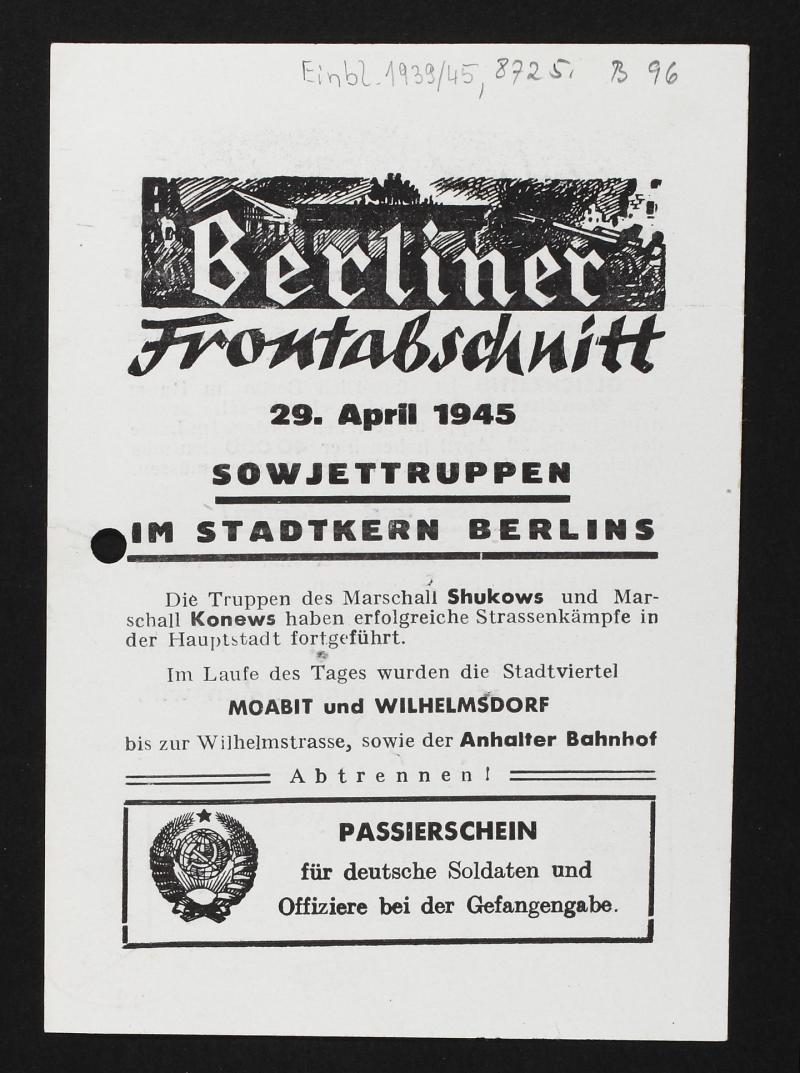 Einbl. 1939/45, 8725. B 96
Berliner
Frontabschnitt
29. April 1945
SOWJETTRUPPEN
IM STADTKERN BERLINS
Die Truppen des Marschall Shukows und Mar-
schall Konews haben erfolgreiche Strassenkämpfe in
der Hauptstadt fortgeführt.
Im Laufe des Tages wurden die Stadtviertel
MOABIT und WILHELMSDORF
bis zur Wilhelmstrasse, sowie der Anhalter Bahnhof
Abtrennen!
PASSIERSCHEIN
für deutsche Soldaten und
Offiziere bei der Gefangengabe.